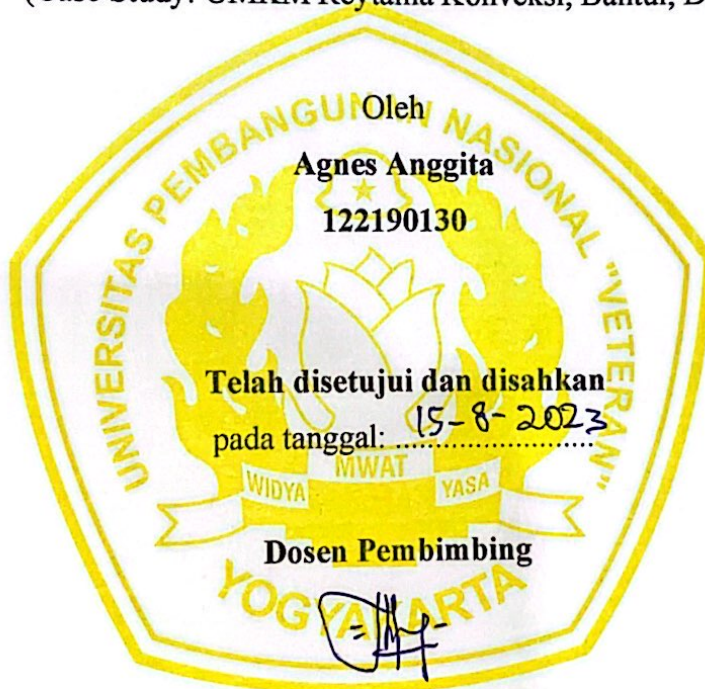 (Case Study: UMKM Reytama Konveksi, Bantul, D
Oleh
Agnes Anggita
122190130
Telah disetujui dan disahkan
pada tanggal: 15-8-2023
Dosen Pembimbing
UNIVERSITAS PEMBANGUNAN NASIONAL "VETERAN"
WIDYA MWAT YASA
YOGYAKARTA